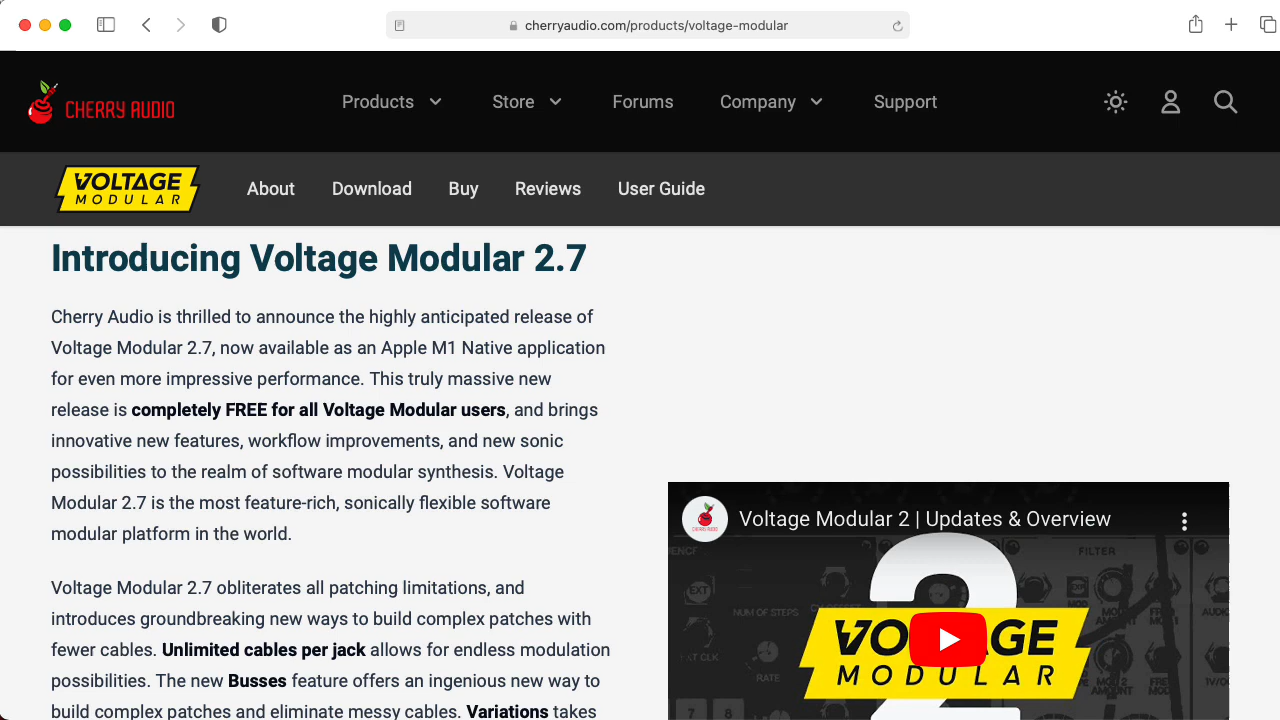 cherryaudio.com/products/voltage-modular
CHERRY AUDIO
Products Store Forums Company Support
VOLTAGE MODULAR
About Download Buy Reviews User Guide
Introducing Voltage Modular 2.7
Cherry Audio is thrilled to announce the highly anticipated release of
Voltage Modular 2.7, now available as an Apple M1 Native application
for even more impressive performance. This truly massive new
release is completely FREE for all Voltage Modular users, and brings
innovative new features, workflow improvements, and new sonic
possibilities to the realm of software modular synthesis. Voltage
Modular 2.7 is the most feature-rich, sonically flexible software
modular platform in the world.
Voltage Modular 2.7 obliterates all patching limitations, and
introduces groundbreaking new ways to build complex patches with
fewer cables. Unlimited cables per jack allows for endless modulation
possibilities. The new Busses feature offers an ingenious new way to
build complex patches and eliminate messy cables. Variations takes
Voltage Modular 2 | Updates & Overview
FILTER
EXT
NUM OF STEPS
RATE
7 8
2
MODULAR